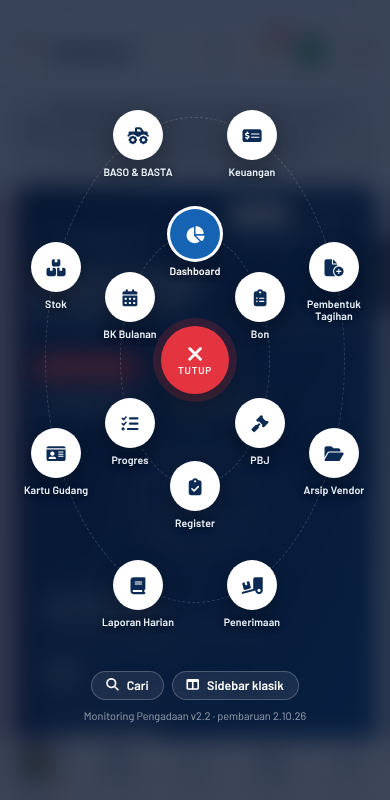 BASO & BASTA
Keuangan
Dashboard
Stok
Pembentuk
Tagihan
BK Bulanan
Bon
TUTUP
Progres
PBJ
Kartu Gudang
Arsip Vendor
Register
Laporan Harian
Penerimaan
Cari
Sidebar klasik
Monitoring Pengadaan v2.2 · pembaruan 2.10.26